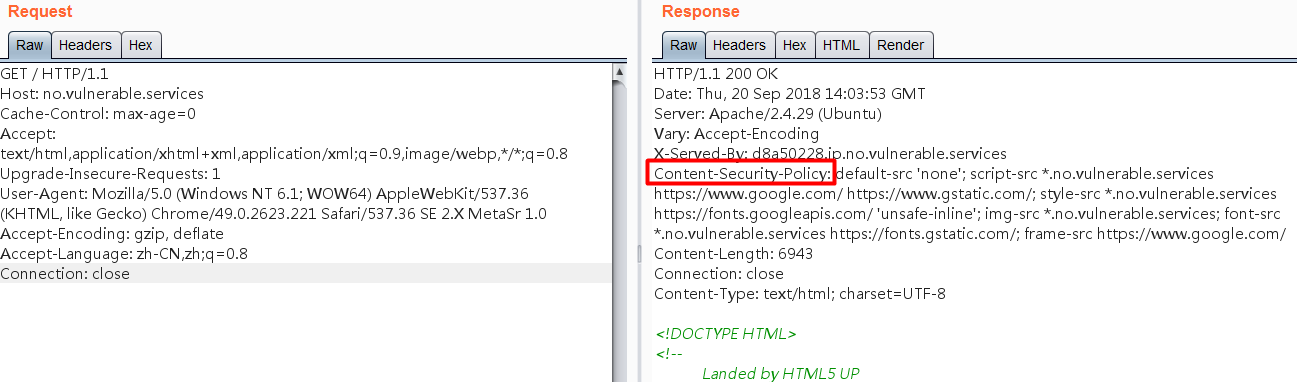 Request
Raw Headers Hex
GET / HTTP/1.1
Host: no.vulnerable.services
Cache-Control: max-age=0
Accept:
text/html,application/xhtml+xml,application/xml;q=0.9,image/webp,*/*;q=0.8
Upgrade-Insecure-Requests: 1
User-Agent: Mozilla/5.0 (Windows NT 6.1; WOW64) AppleWebKit/537.36
(KHTML, like Gecko) Chrome/49.0.2623.221 Safari/537.36 SE 2.X MetaSr 1.0
Accept-Encoding: gzip, deflate
Accept-Language: zh-CN,zh;q=0.8
Connection: close
Response
Raw Headers Hex HTML Render
HTTP/1.1 200 OK
Date: Thu, 20 Sep 2018 14:03:53 GMT
Server: Apache/2.4.29 (Ubuntu)
Vary: Accept-Encoding
X-Served-By: d8a50228.ip.no.vulnerable.services
Content-Security-Policy: default-src 'none'; script-src *.no.vulnerable.services
https://www.google.com/ https://www.gstatic.com/; style-src *.no.vulnerable.services
https://fonts.googleapis.com/ 'unsafe-inline'; img-src *.no.vulnerable.services; font-src
*.no.vulnerable.services https://fonts.gstatic.com/; frame-src https://www.google.com/
Content-Length: 6943
Connection: close
Content-Type: text/html; charset=UTF-8
<!DOCTYPE HTML>
<!--
Landed by HTML5 UP